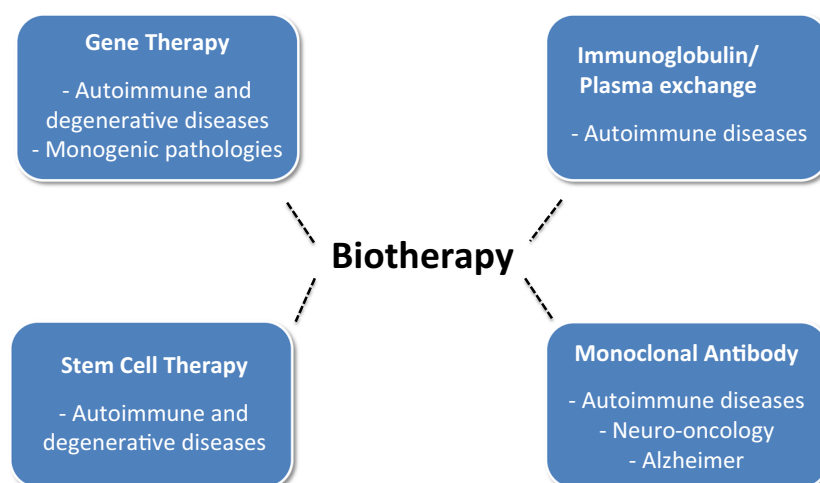 Gene Therapy
- Autoimmune and
degenerative diseases
- Monogenic pathologies
Immunoglobulin/
Plasma exchange
- Autoimmune diseases
Biotherapy
Stem Cell Therapy
- Autoimmune and
degenerative diseases
Monoclonal Antibody
- Autoimmune diseases
- Neuro-oncology
- Alzheimer